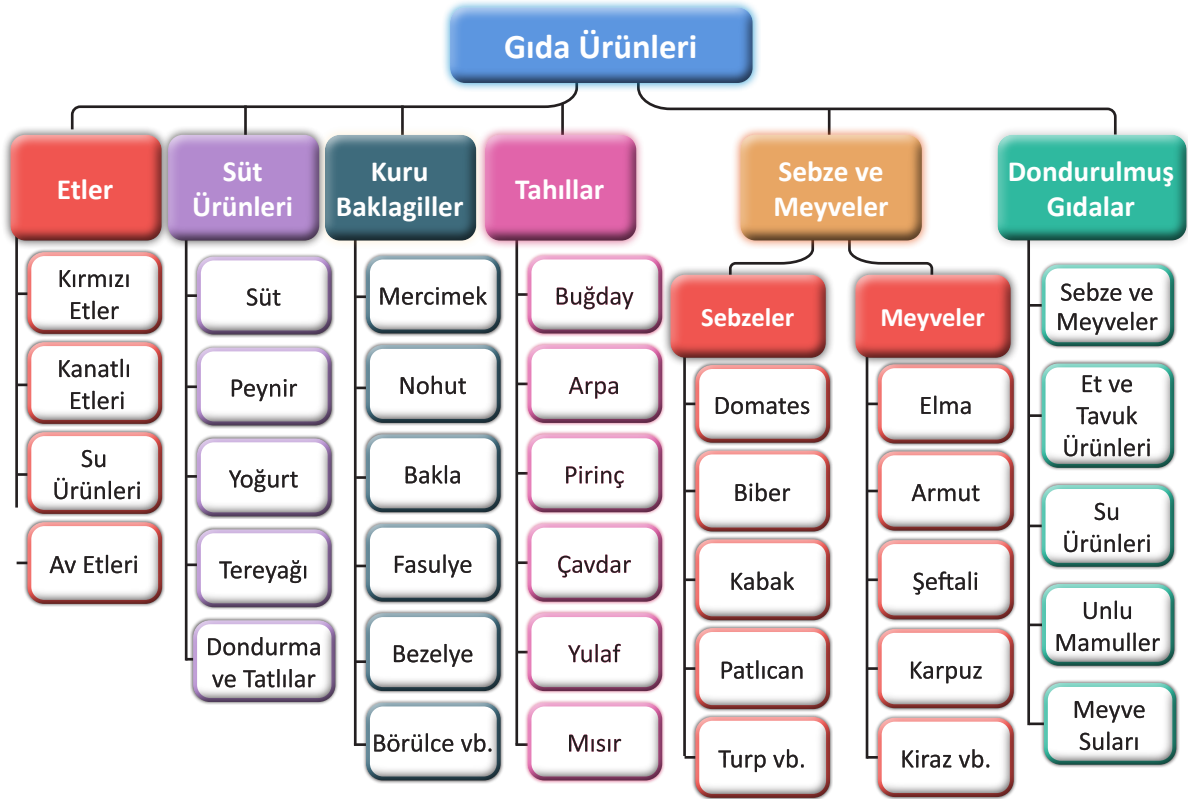 Gıda Ürünleri
Etler
Kırmızı
Etler
Kanatlı
Etleri
Su
Ürünleri
Av Etleri
Süt
Ürünleri
Süt
Peynir
Yoğurt
Tereyağı
Dondurma
ve Tatlılar
Kuru
Baklagiller
Mercimek
Nohut
Bakla
Fasulye
Bezelye
Börülce vb.
Tahıllar
Buğday
Arpa
Pirinç
Çavdar
Yulaf
Mısır
Sebze ve
Meyveler
Sebzeler
Domates
Biber
Kabak
Patlıcan
Turp vb.
Meyveler
Elma
Armut
Şeftali
Karpuz
Kiraz vb.
Dondurulmuş
Gıdalar
Sebze ve
Meyveler
Et ve
Tavuk
Ürünleri
Su
Ürünleri
Unlu
Mamuller
Meyve
Suları